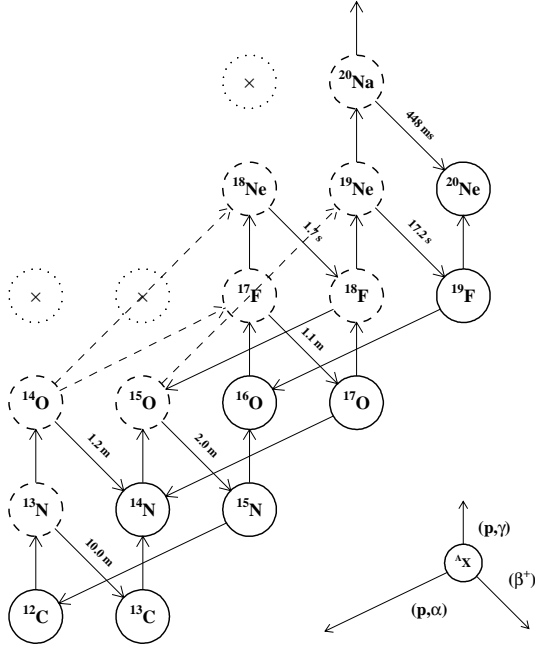 ²⁰Na
448 ms
¹⁸Ne
¹⁹Ne
²⁰Ne
1.7 s
17.2 s
¹⁷F
¹⁸F
¹⁹F
1.1 m
¹⁴O
¹⁵O
¹⁶O
¹⁷O
1.2 m
2.0 m
¹³N
¹⁴N
¹⁵N
10.0 m
(p,γ)
ᴬX
(β⁺)
(p,α)
¹²C
¹³C